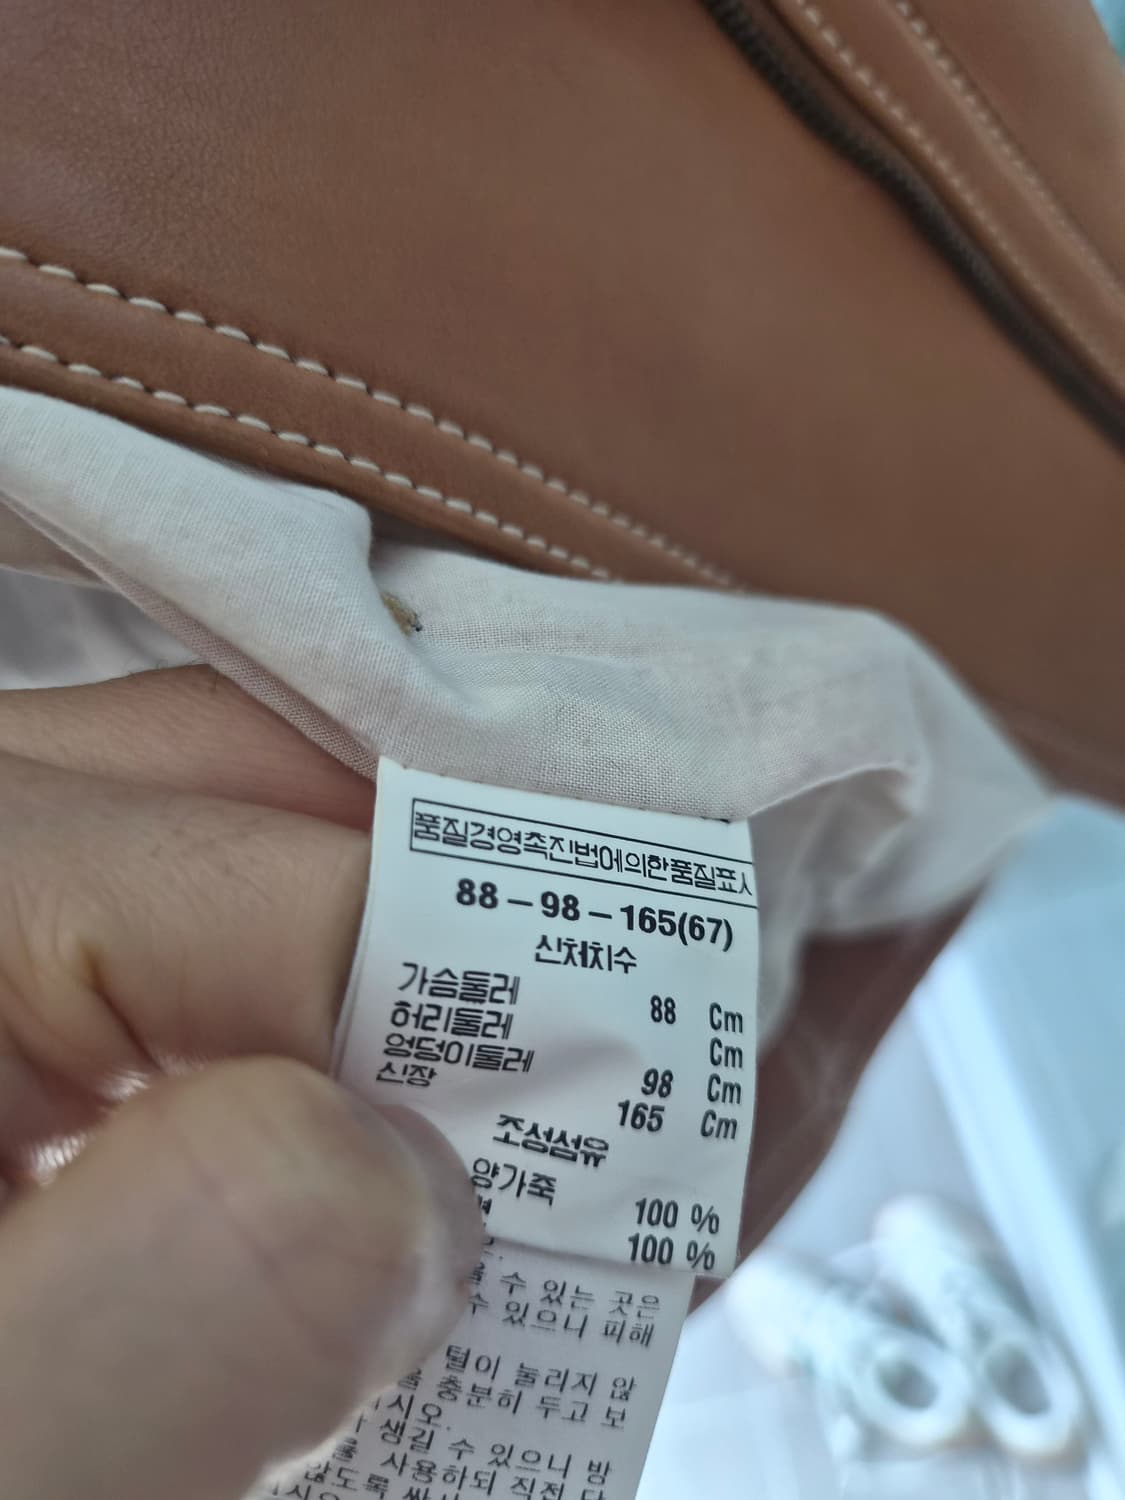 품질경영촉진법에의한품질표시
88-98-165(67)
신체치수
가슴둘레 88 Cm
허리둘레 Cm
엉덩이둘레 98 Cm
신장 165 Cm
조성섬유
양가죽 100 %
면 100 %
수 있는 곳은
수 있으니 피해
털이 눌리지 않
충분히 두고 보
시오.
생길 수 있으니 방
사용하되 직전